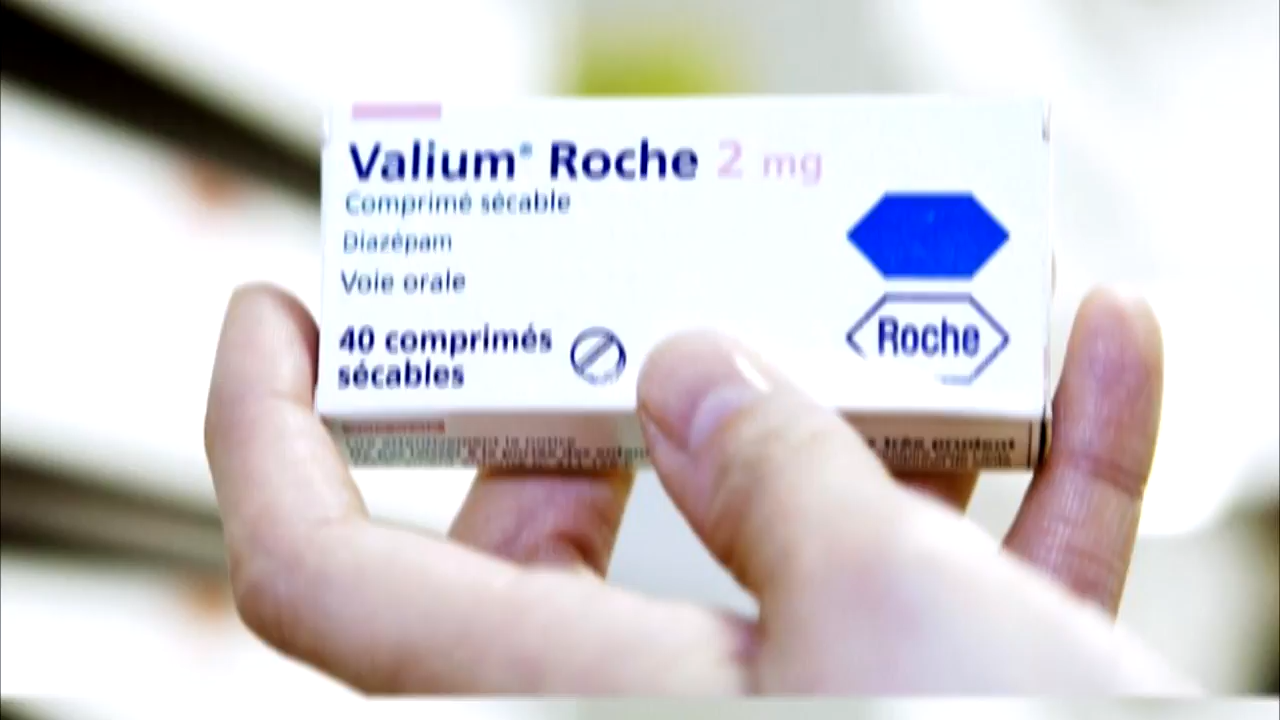 Valium® Roche 2 mg
Comprimé sécable
Diazépam
Voie orale
40 comprimés
sécables
Roche